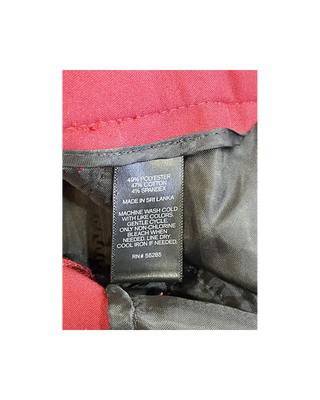 49% POLYESTER
47% COTTON
4% SPANDEX
MADE IN SRI LANKA
MACHINE WASH COLD
WITH LIKE COLORS.
GENTLE CYCLE.
ONLY NON-CHLORINE
BLEACH WHEN
NEEDED. LINE DRY.
COOL IRON IF NEEDED.
RN# 55285